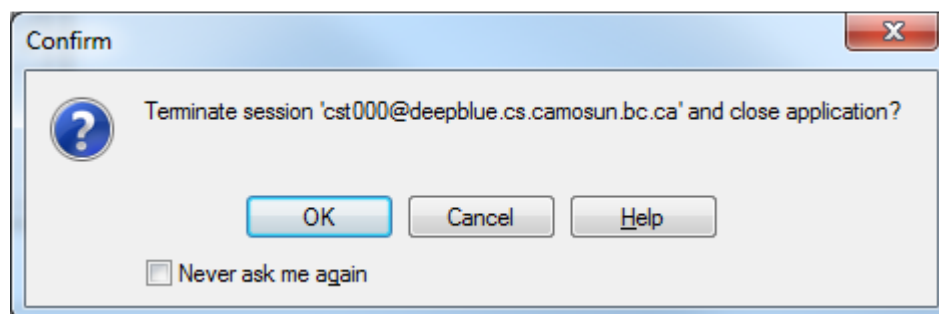 Confirm
Terminate session 'cst000@deepblue.cs.camosun.bc.ca' and close application?
OK Cancel Help
Never ask me again